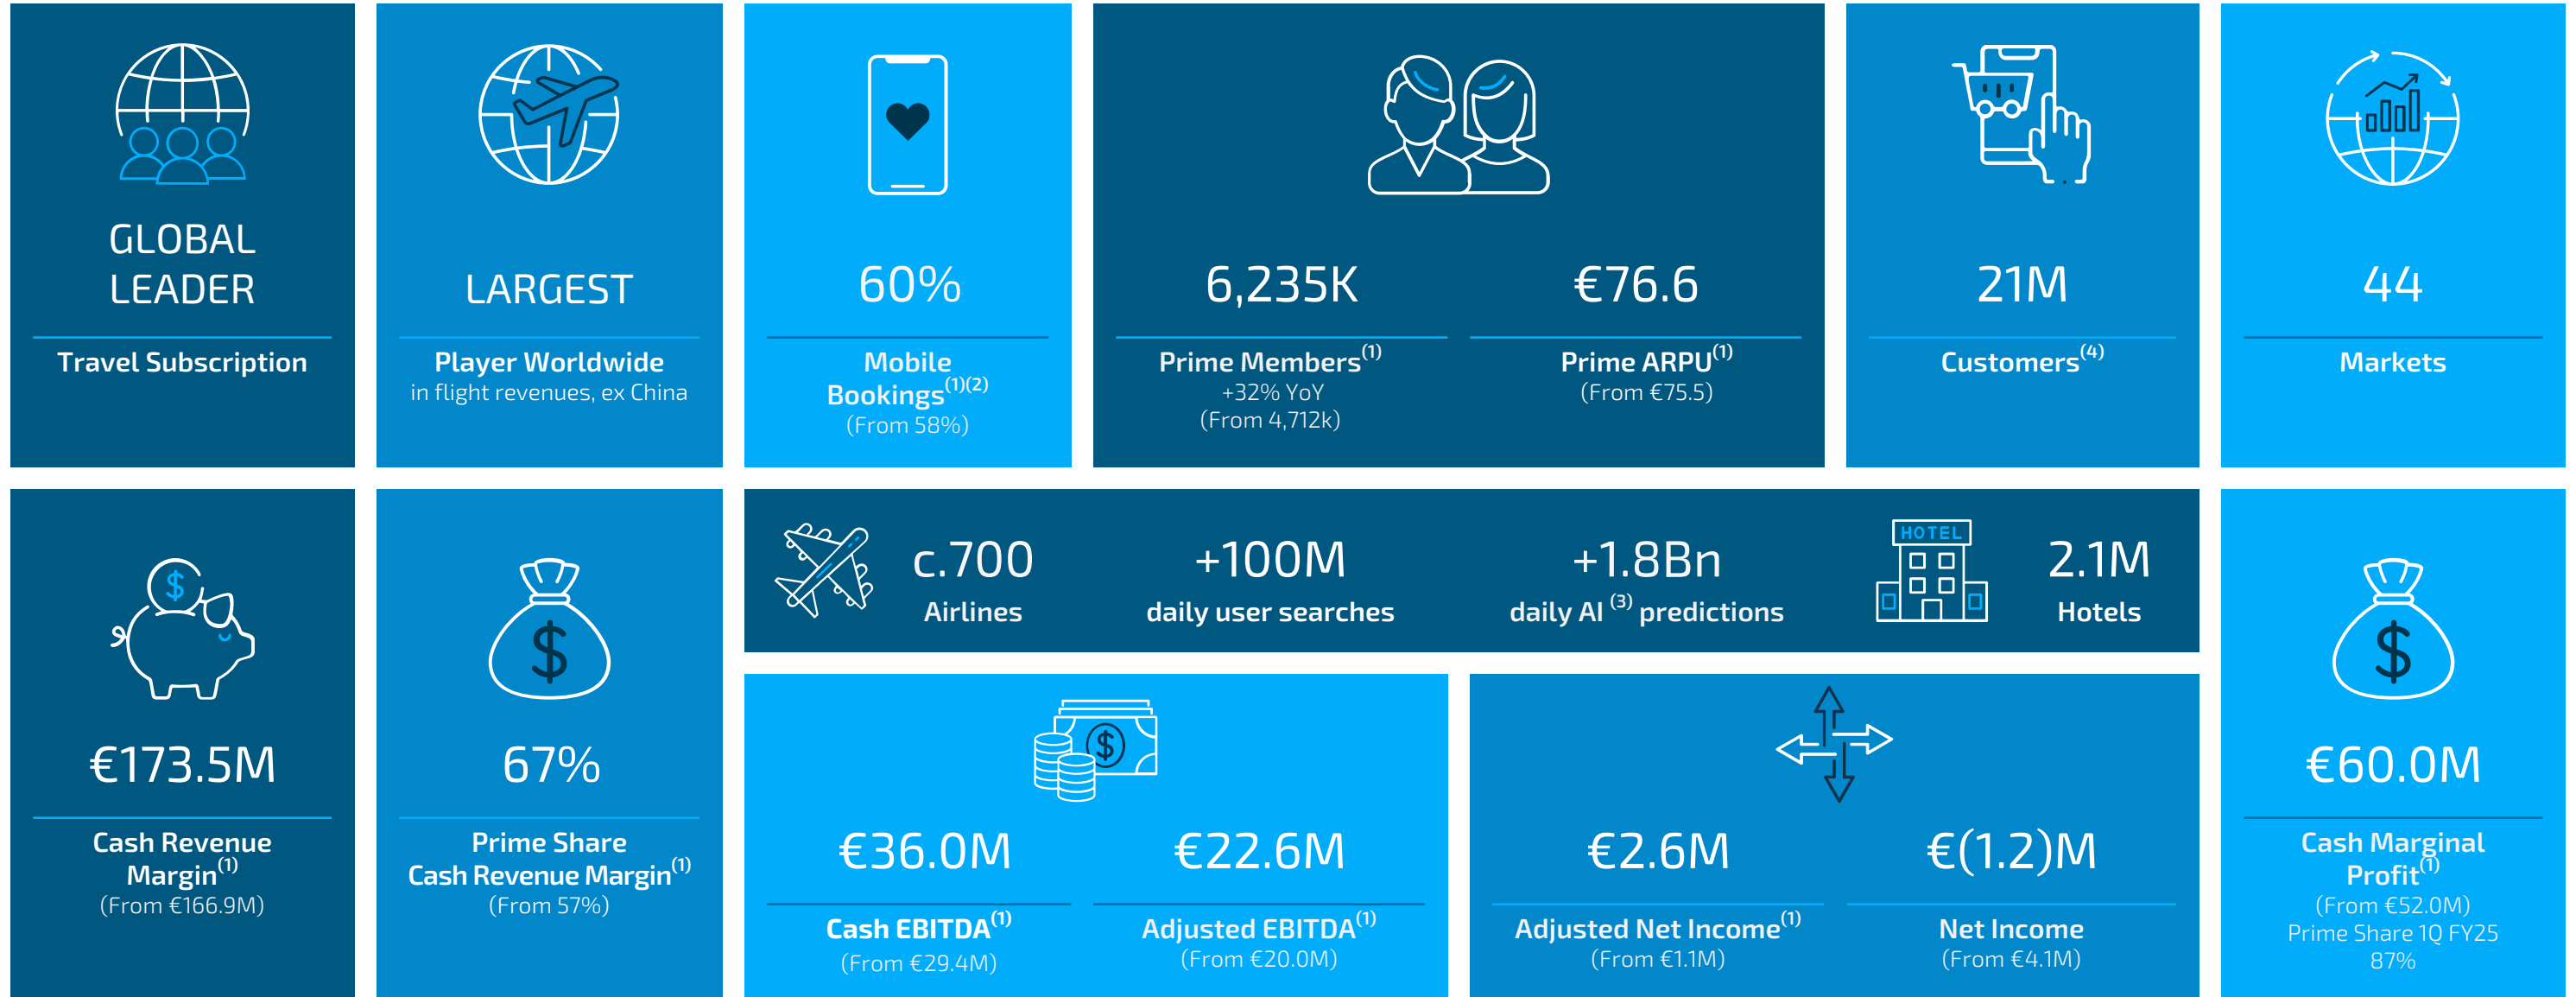 GLOBAL
LEADER
Travel Subscription
LARGEST
Player Worldwide
in flight revenues, ex China
60%
Mobile
Bookings(1)(2)
(From 58%)
6,235K
Prime Members(1)
+32% YoY
(From 4,712k)
€76.6
Prime ARPU(1)
(From €75.5)
21M
Customers(4)
44
Markets
$
€173.5M
Cash Revenue
Margin(1)
(From €166.9M)
$
67%
Prime Share
Cash Revenue Margin(1)
(From 57%)
c.700
Airlines
+100M
daily user searches
+1.8Bn
daily AI (3) predictions
HOTEL
2.1M
Hotels
$
€36.0M
Cash EBITDA(1)
(From €29.4M)
€22.6M
Adjusted EBITDA(1)
(From €20.0M)
€2.6M
Adjusted Net Income(1)
(From €1.1M)
€(1.2)M
Net Income
(From €4.1M)
$
€60.0M
Cash Marginal
Profit(1)
(From €52.0M)
Prime Share 1Q FY25
87%